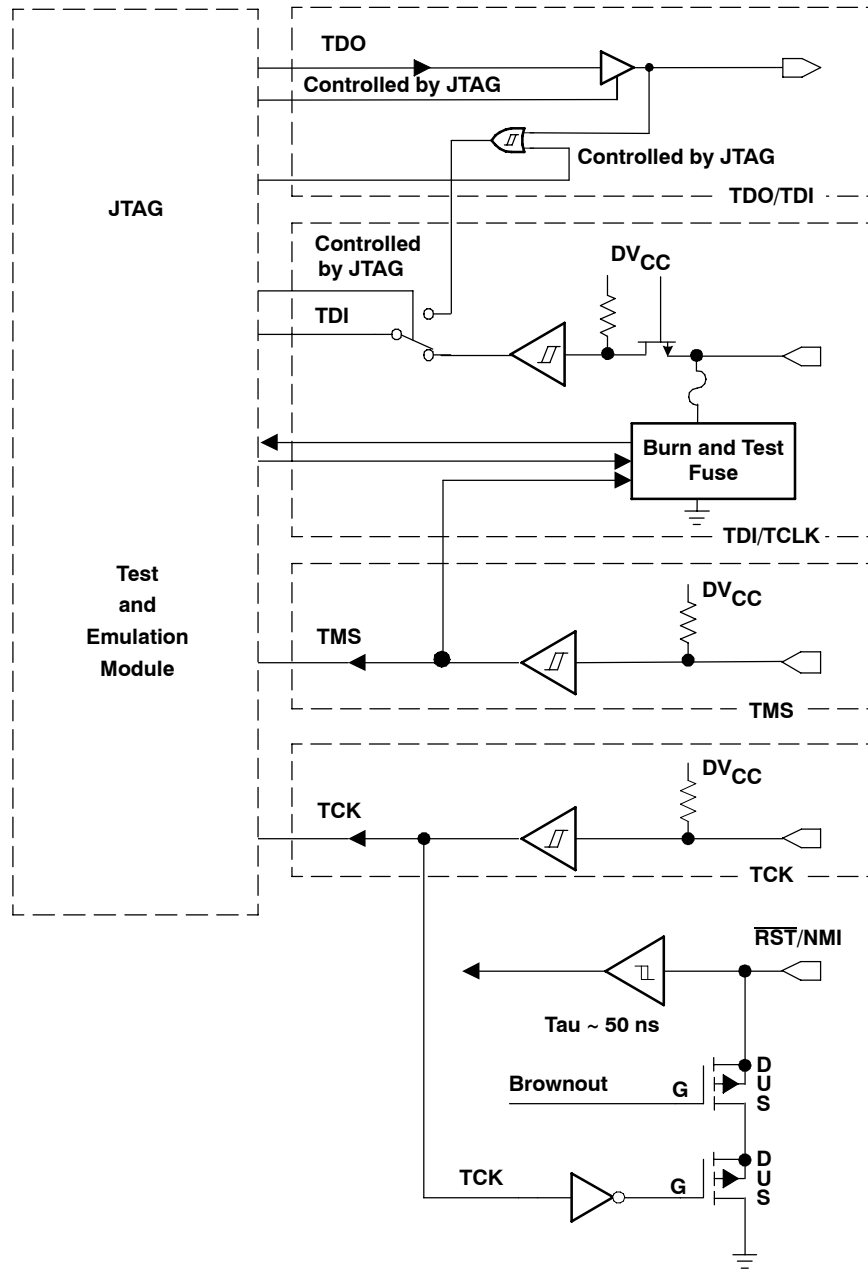 TDO
Controlled by JTAG
Controlled by JTAG
TDO/TDI
JTAG
Controlled
by JTAG
TDI
DVCC
Burn and Test
Fuse
TDI/TCLK
Test
and
Emulation
Module
TMS
DVCC
TMS
TCK
DVCC
TCK
RST/NMI
Tau ~ 50 ns
Brownout
G
D
U
S
TCK
G
D
U
S